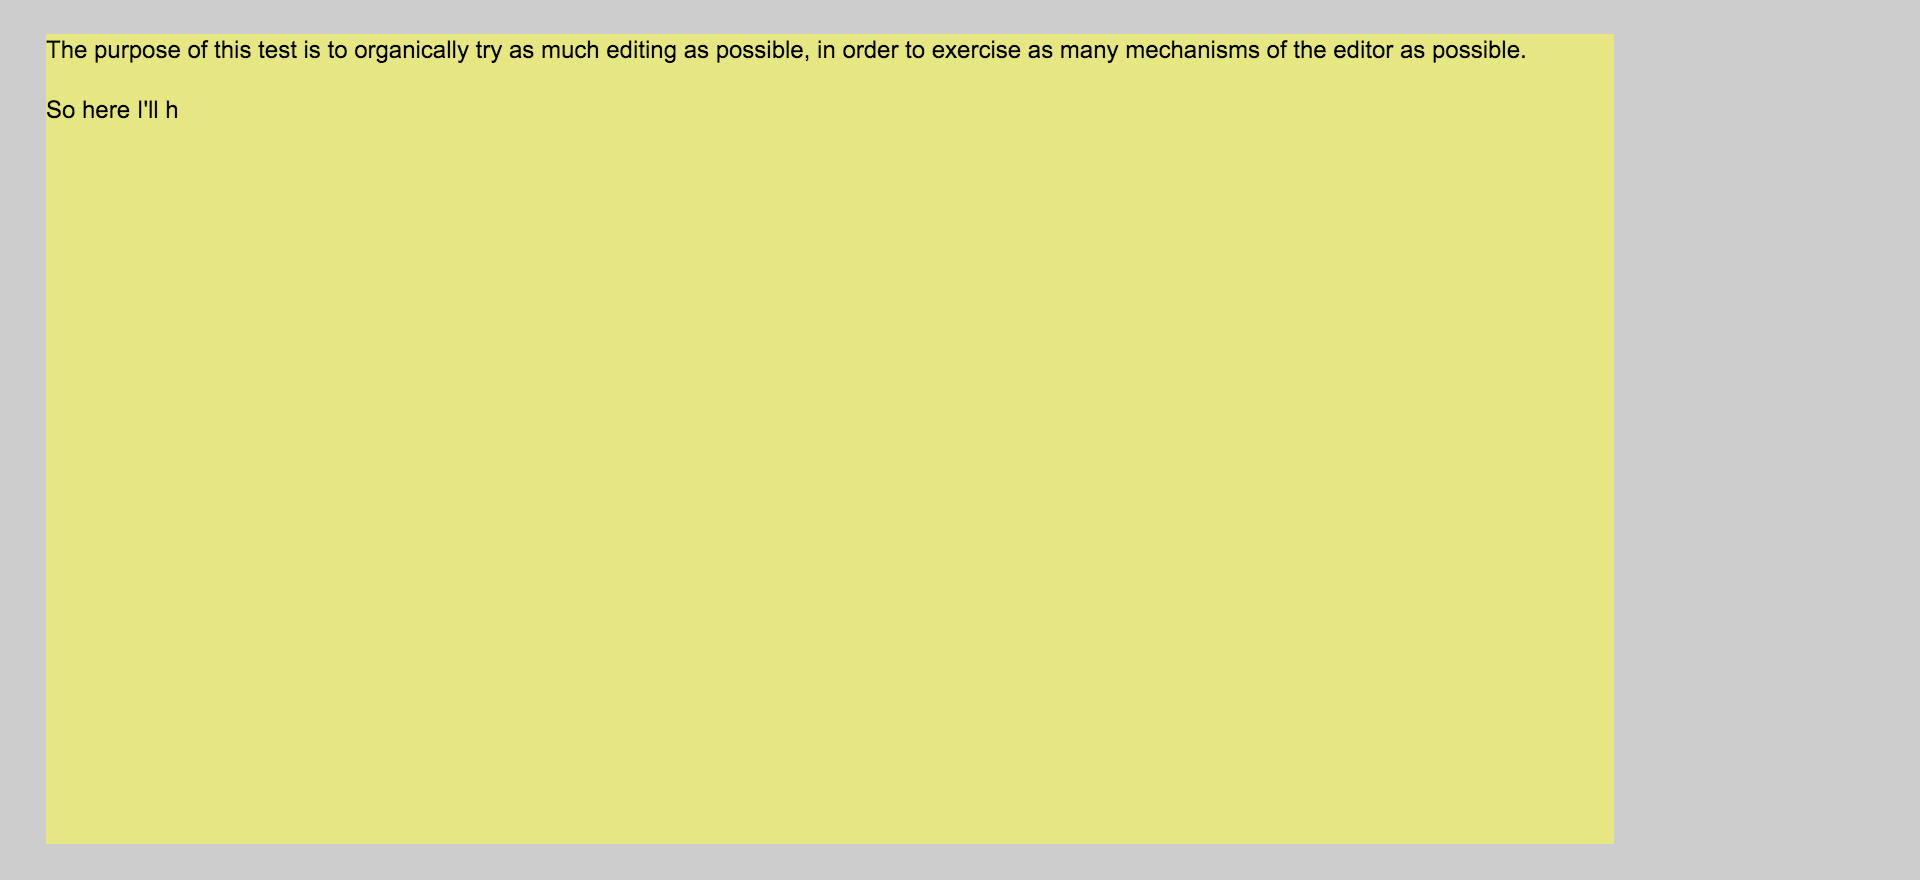 The purpose of this test is to organically try as much editing as possible, in order to exercise as many mechanisms of the editor as possible.
So here I'll h